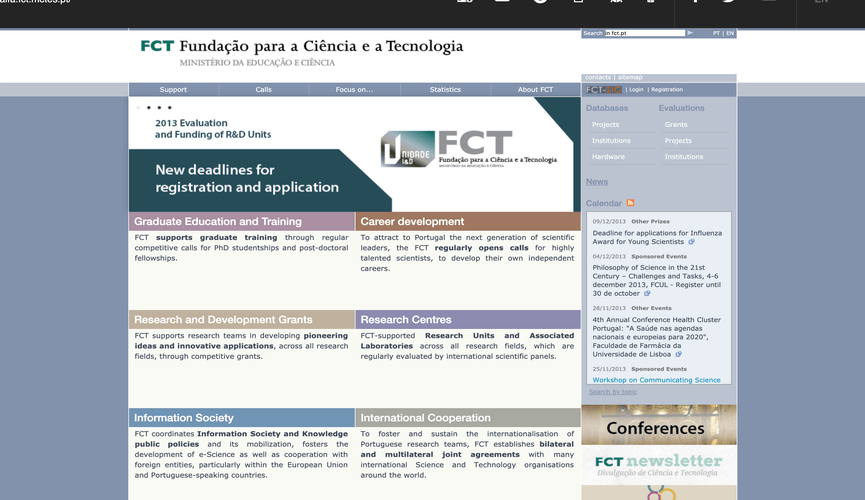 EN
FCT Fundação para a Ciência e a Tecnologia
MINISTÉRIO DA EDUCAÇÃO E CIÊNCIA
Search in fct.pt
PT | EN
contacts | sitemap
Support
Calls
Focus on...
Statistics
About FCT
| Login | Registration
2013 Evaluation
and Funding of R&D Units
New deadlines for
registration and application
UNIDADE
I&D
FCT
Fundação para a Ciência e a Tecnologia
MINISTÉRIO DA EDUCAÇÃO E CIÊNCIA
Databases
Evaluations
Projects
Grants
Institutions
Projects
Hardware
Institutions
News
Calendar
09/12/2013 Other Prizes
Deadline for applications for Influenza
Award for Young Scientists
04/12/2013 Sponsored Events
Philosophy of Science in the 21st
Century – Challenges and Tasks, 4-6
december 2013, FCUL - Register until
30 de october
28/11/2013 Other Events
4th Annual Conference Health Cluster
Portugal: "A Saúde nas agendas
nacionais e europeias para 2020",
Faculdade de Farmácia da
Universidade de Lisboa
25/11/2013 Sponsored Events
Workshop on Communicating Science
Search by topic
Conferences
FCT newsletter
Divulgação de Ciência e Tecnologia
Graduate Education and Training
FCT supports graduate training through regular
competitive calls for PhD studentships and post-doctoral
fellowships.
Career development
To attract to Portugal the next generation of scientific
leaders, the FCT regularly opens calls for highly
talented scientists, to develop their own independent
careers.
Research and Development Grants
FCT supports research teams in developing pioneering
ideas and innovative applications, across all research
fields, through competitive grants.
Research Centres
FCT-supported Research Units and Associated
Laboratories across all research fields, which are
regularly evaluated by international scientific panels.
Information Society
FCT coordinates Information Society and Knowledge
public policies and its mobilization, fosters the
development of e-Science as well as cooperation with
foreign entities, particularly within the European Union
and Portuguese-speaking countries.
International Cooperation
To foster and sustain the internationalisation of
Portuguese research teams, FCT establishes bilateral
and multilateral joint agreements with many
international Science and Technology organisations
around the world.